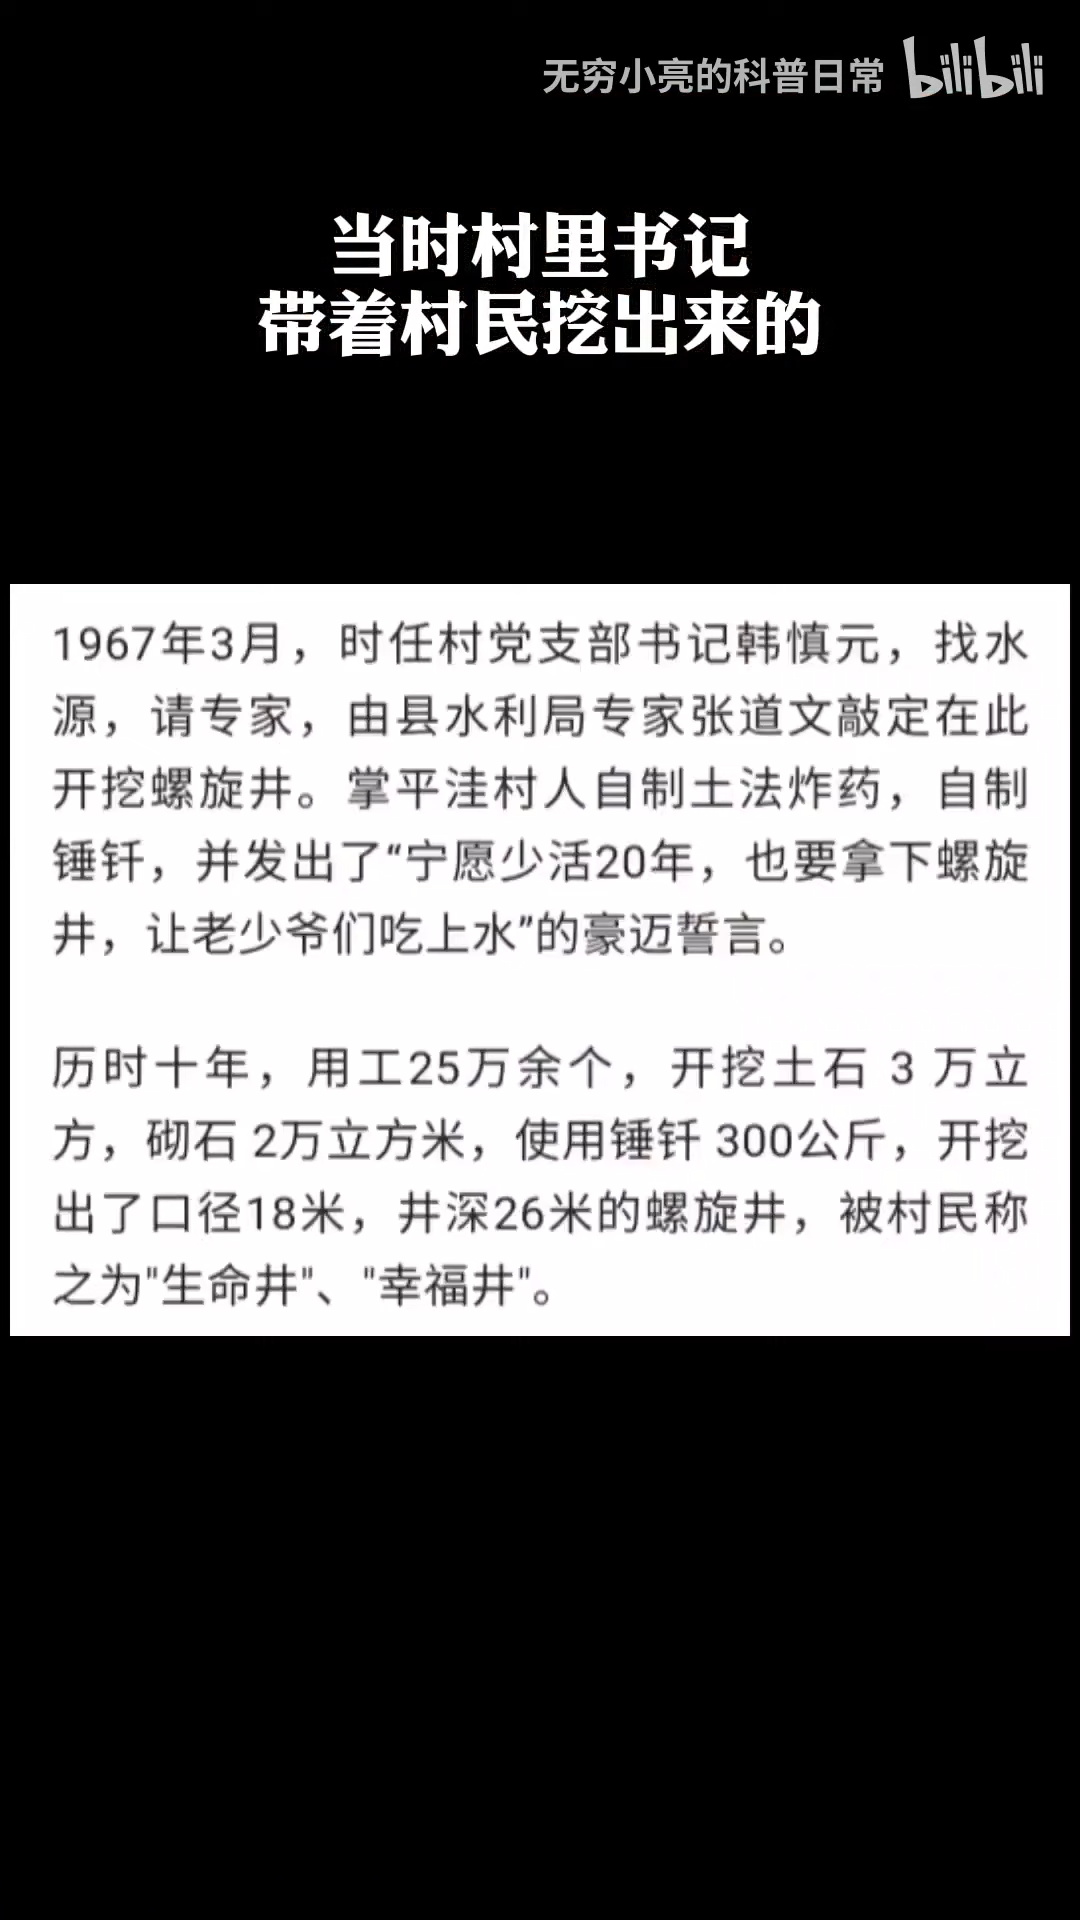 无穷小亮的科普日常 bilibili
当时村里书记
带着村民挖出来的
1967年3月，时任村党支部书记韩慎元，找水
源，请专家，由县水利局专家张道文敲定在此
开挖螺旋井。掌平洼村人自制土法炸药，自制
锤钎，并发出了“宁愿少活20年，也要拿下螺旋
井，让老少爷们吃上水”的豪迈誓言。
历时十年，用工25万余个，开挖土石 3 万立
方，砌石 2万立方米，使用锤钎 300公斤，开挖
出了口径18米，井深26米的螺旋井，被村民称
之为"生命井"、"幸福井"。